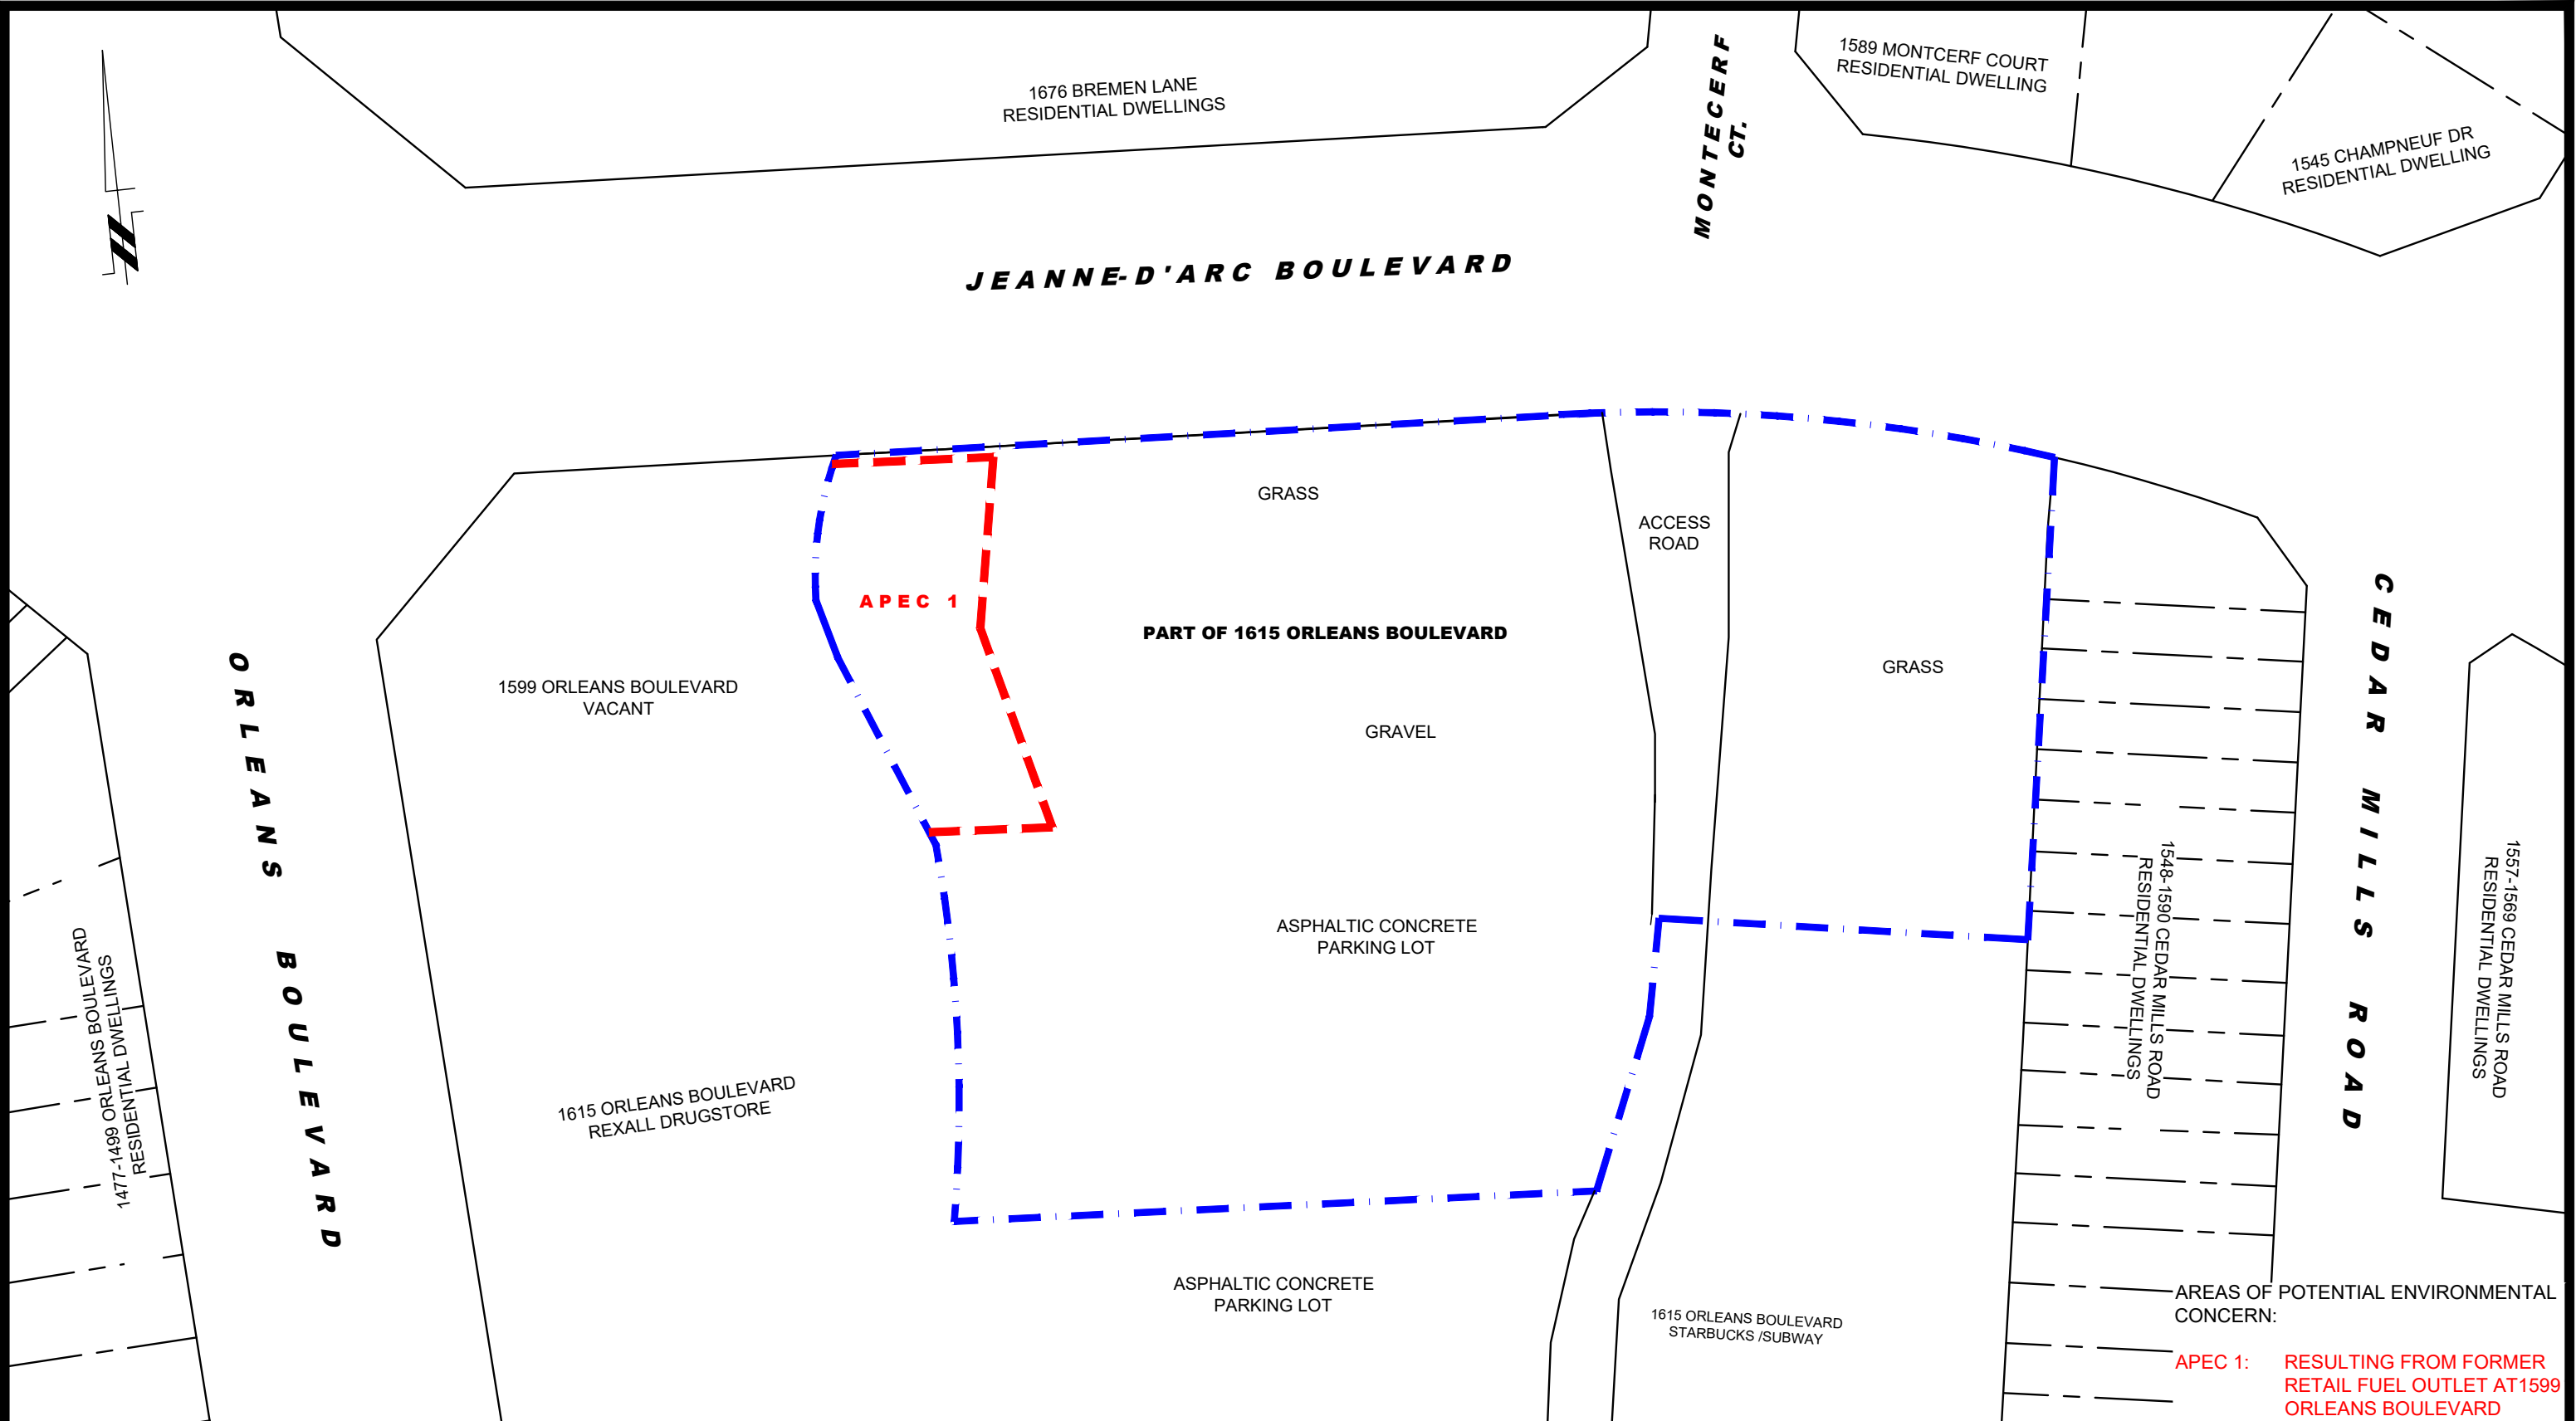 1676 BREMEN LANE
RESIDENTIAL DWELLINGS
MONTECERF
CT.
1589 MONTCERF COURT
RESIDENTIAL DWELLING
1545 CHAMPNEUF DR
RESIDENTIAL DWELLING
N
JEANNE-D'ARC BOULEVARD
GRASS
ACCESS
ROAD
APEC 1
PART OF 1615 ORLEANS BOULEVARD
GRASS
1599 ORLEANS BOULEVARD
VACANT
GRAVEL
ORLEANS BOULEVARD
CEDAR MILLS ROAD
ASPHALTIC CONCRETE
PARKING LOT
1477-1499 ORLEANS BOULEVARD
RESIDENTIAL DWELLINGS
1548-1590 CEDAR MILLS ROAD
RESIDENTIAL DWELLINGS
1557-1569 CEDAR MILLS ROAD
RESIDENTIAL DWELLINGS
1615 ORLEANS BOULEVARD
REXALL DRUGSTORE
ASPHALTIC CONCRETE
PARKING LOT
1615 ORLEANS BOULEVARD
STARBUCKS /SUBWAY
AREAS OF POTENTIAL ENVIRONMENTAL
CONCERN:
APEC 1: RESULTING FROM FORMER
RETAIL FUEL OUTLET AT1599
ORLEANS BOULEVARD